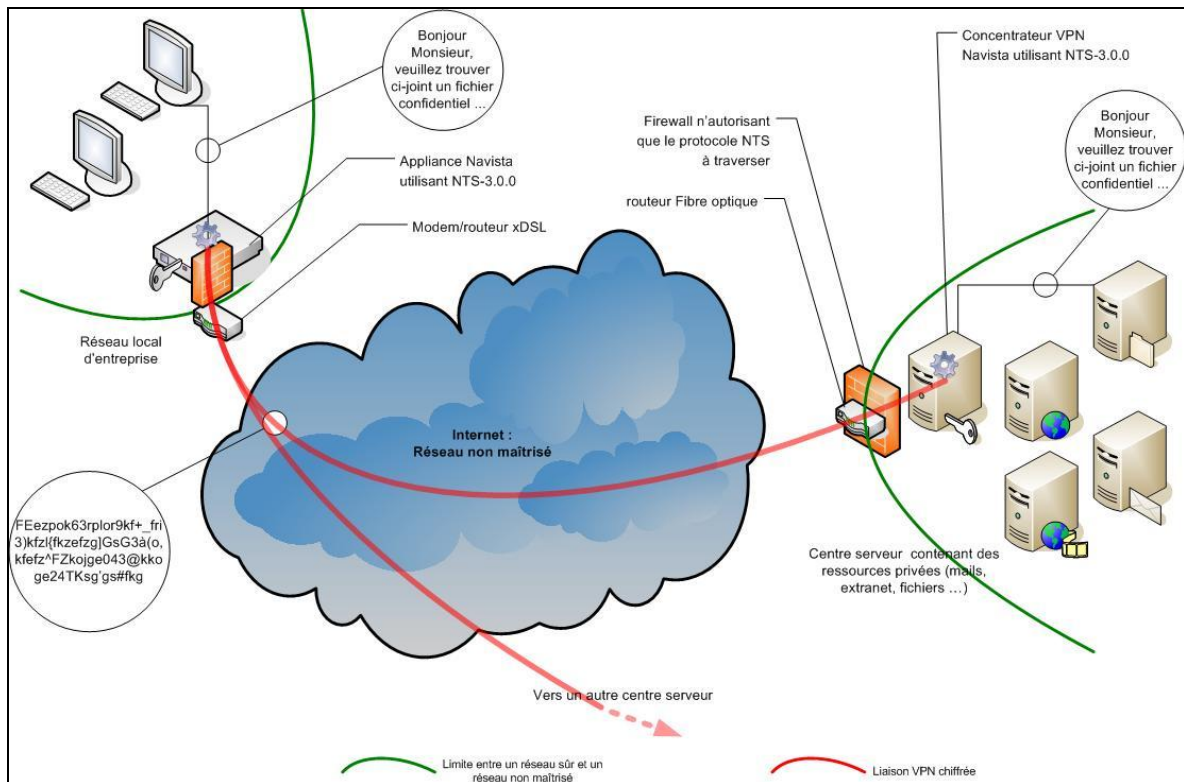 Bonjour
Monsieur,
veuillez trouver
ci-joint un fichier
confidentiel ...
Appliance Navista
utilisant NTS-3.0.0
Modem/routeur xDSL
Réseau local
d'entreprise
Concentrateur VPN
Navista utilisant NTS-3.0.0
Firewall n'autorisant
que le protocole NTS
à traverser
routeur Fibre optique
Bonjour
Monsieur,
veuillez trouver
ci-joint un fichier
confidentiel ...
Internet :
Réseau non maîtrisé
FEezpok63rplor9kf+_fri
3)kfzl{fkzefzg]GsG3à(o,
kfefz^FZkojge043@kko
ge24TKsg'gs#fkg
Centre serveur contenant des
ressources privées (mails,
extranet, fichiers ...)
Vers un autre centre serveur
Limite entre un réseau sûr et un
réseau non maîtrisé
Liaison VPN chiffrée